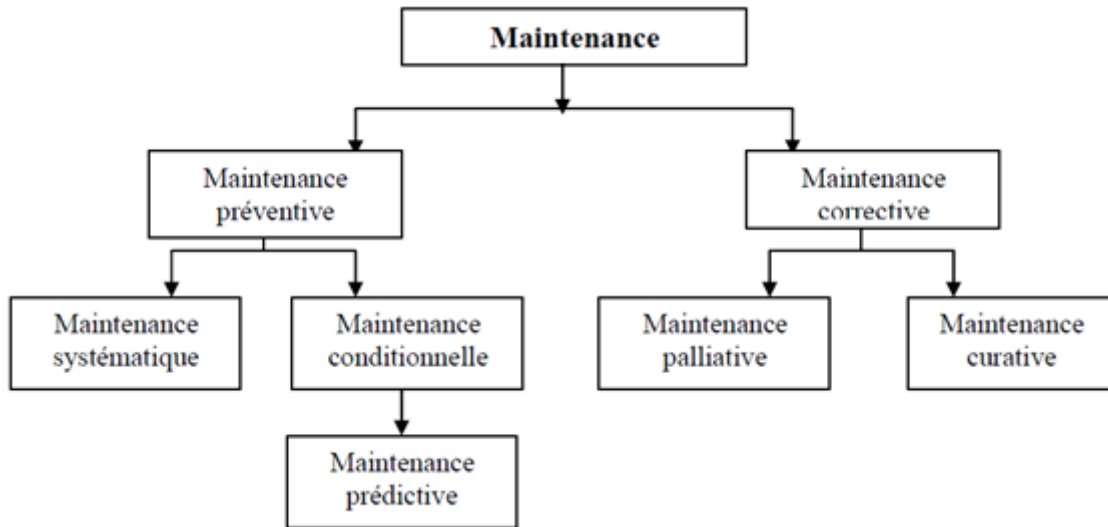 Maintenance
Maintenance
préventive
Maintenance
corrective
Maintenance
systématique
Maintenance
conditionnelle
Maintenance
palliative
Maintenance
curative
Maintenance
prédictive